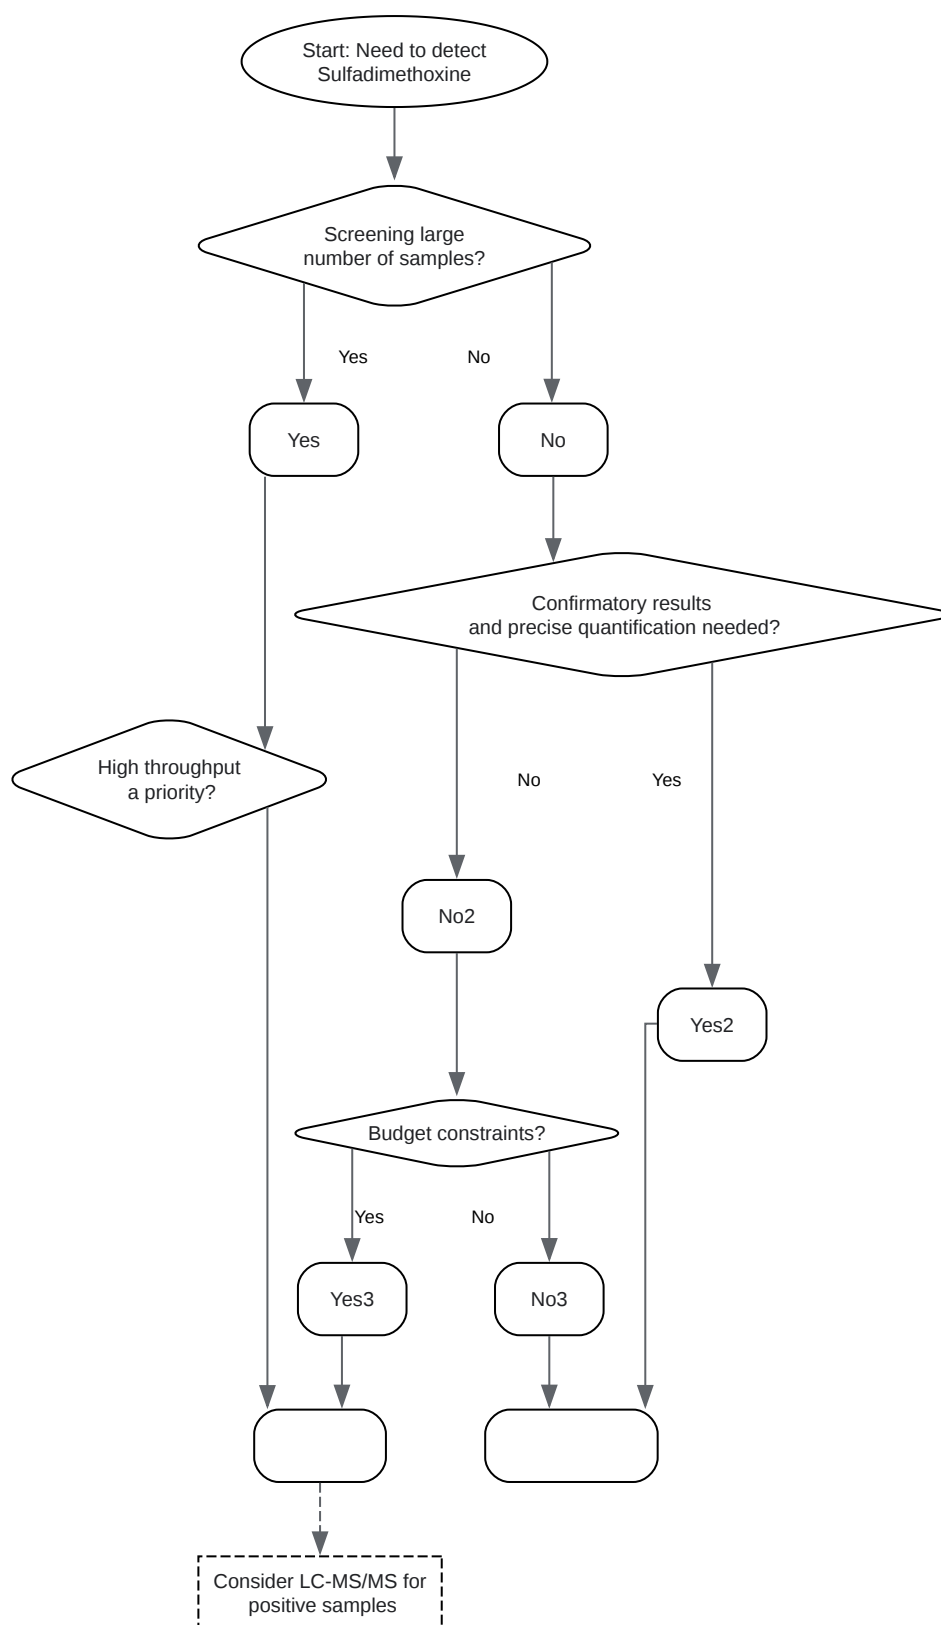 Start: Need to detect
Sulfadimethoxine
Screening large
number of samples?
Yes
No
Yes
No
Confirmatory results
and precise quantification needed?
High throughput
a priority?
No
Yes
No2
Yes2
Budget constraints?
Yes
No
Yes3
No3
Consider LC-MS/MS for
positive samples